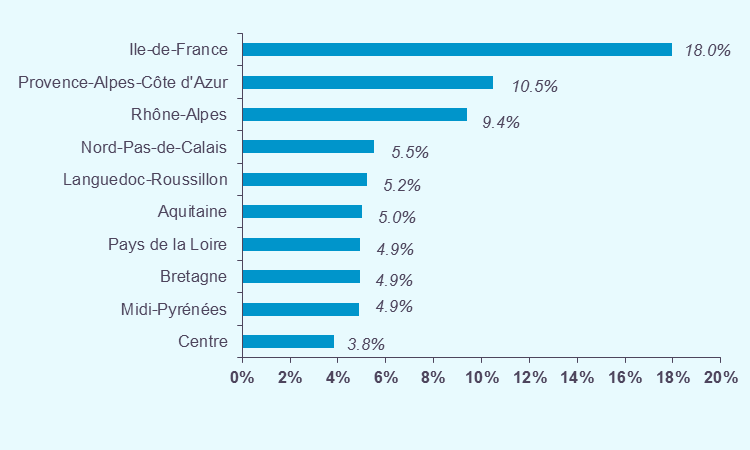 Ile-de-France 18.0%
Provence-Alpes-Côte d'Azur 10.5%
Rhône-Alpes 9.4%
Nord-Pas-de-Calais 5.5%
Languedoc-Roussillon 5.2%
Aquitaine 5.0%
Pays de la Loire 4.9%
Bretagne 4.9%
Midi-Pyrénées 4.9%
Centre 3.8%
0% 2% 4% 6% 8% 10% 12% 14% 16% 18% 20%